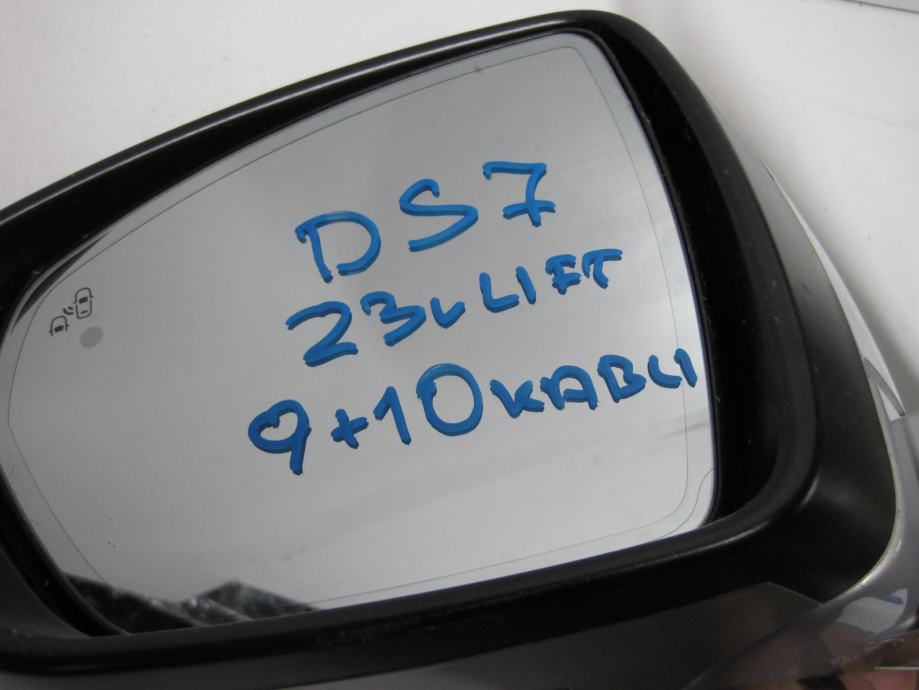 DS7
23r LIFT
9+10 KABLI